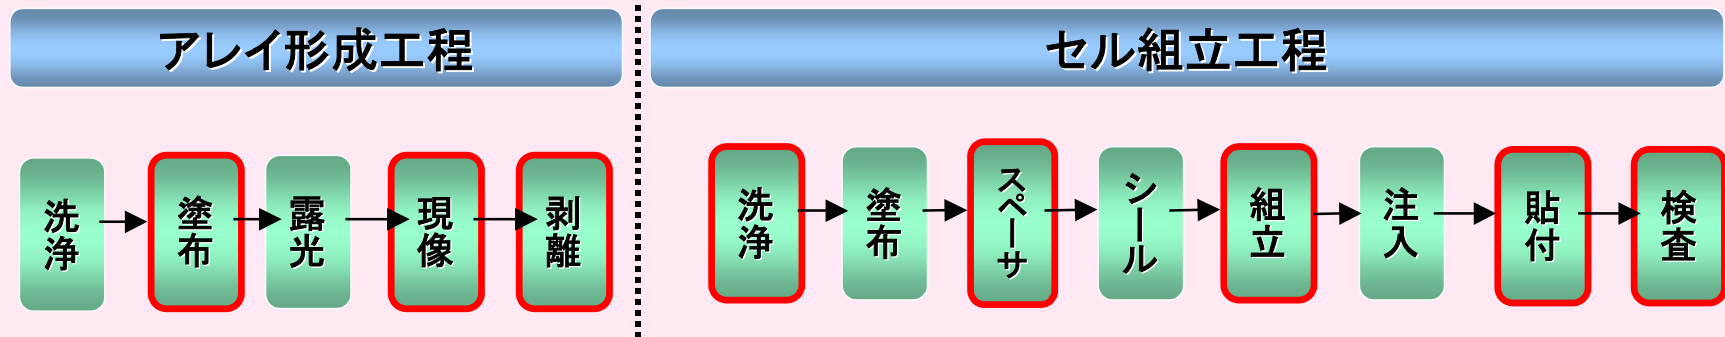 アレイ形成工程
セル組立工程
洗浄
塗布
露光
現像
剥離
洗浄
塗布
スペーサ
シール
組立
注入
貼付
検査